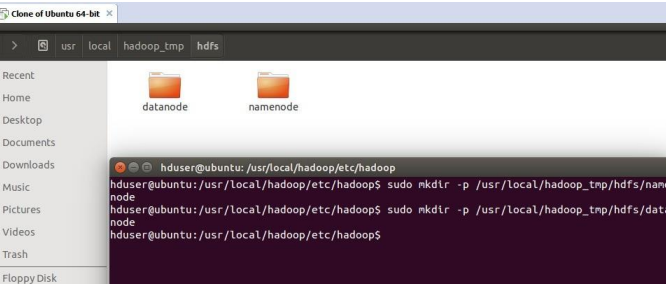 Clone of Ubuntu 64-bit ×
> usr local hadoop_tmp hdfs
Recent
Home
Desktop
Documents
Downloads
Music
Pictures
Videos
Trash
Floppy Disk
datanode namenode
hduser@ubuntu: /usr/local/hadoop/etc/hadoop
hduser@ubuntu:/usr/local/hadoop/etc/hadoop$ sudo mkdir -p /usr/local/hadoop_tmp/hdfs/name
node
hduser@ubuntu:/usr/local/hadoop/etc/hadoop$ sudo mkdir -p /usr/local/hadoop_tmp/hdfs/data
node
hduser@ubuntu:/usr/local/hadoop/etc/hadoop$